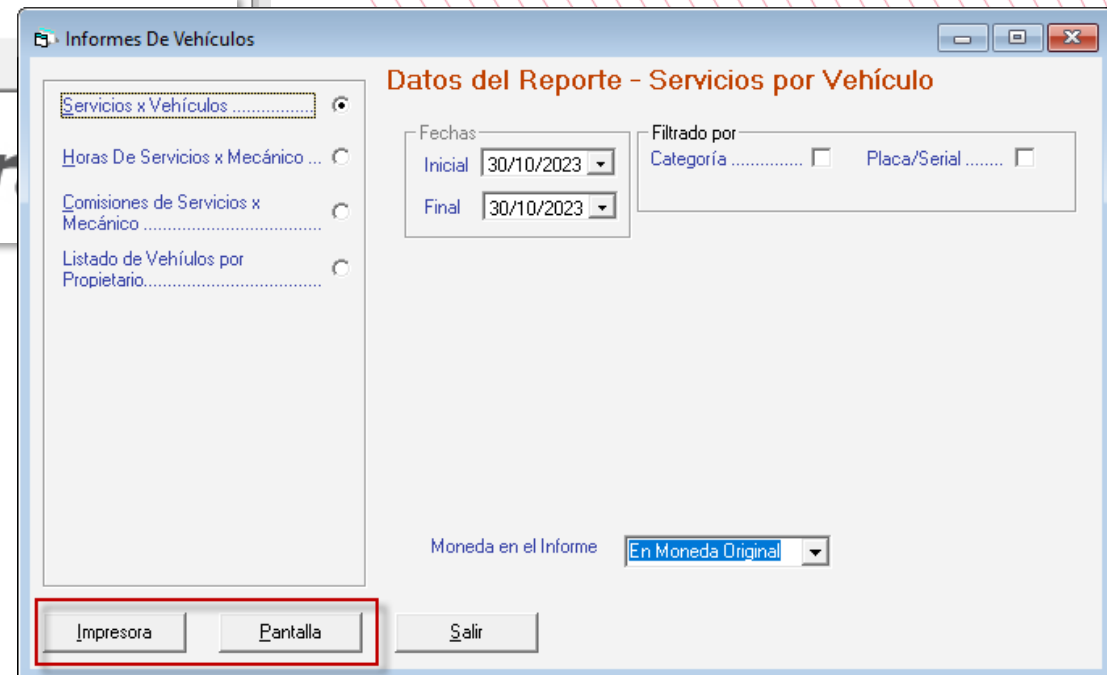 Informes De Vehículos
Servicios x Vehículos .................
Horas De Servicios x Mecánico ...
Comisiones de Servicios x
Mecánico .....................................
Listado de Vehíulos por
Propietario.....................................
Datos del Reporte - Servicios por Vehículo
Fechas
Inicial 30/10/2023
Final 30/10/2023
Filtrado por
Categoría ............... Placa/Serial ........
Moneda en el Informe En Moneda Original
Impresora Pantalla Salir